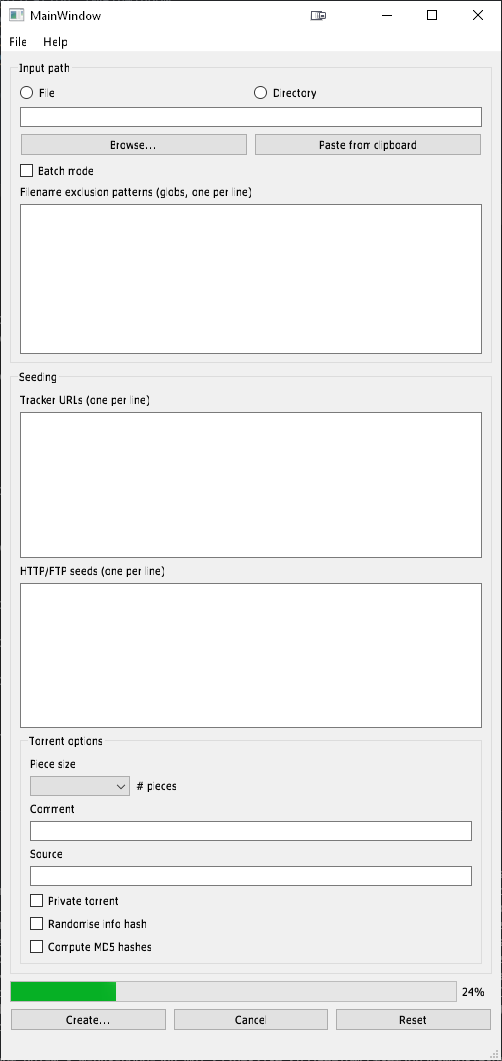 MainWindow
File Help
Input path
File Directory
Browse... Paste from clipboard
Batch mode
Filename exclusion patterns (globs, one per line)
Seeding
Tracker URLs (one per line)
HTTP/FTP seeds (one per line)
Torrent options
Piece size
# pieces
Comment
Source
Private torrent
Randomise info hash
Compute MD5 hashes
24%
Create... Cancel Reset